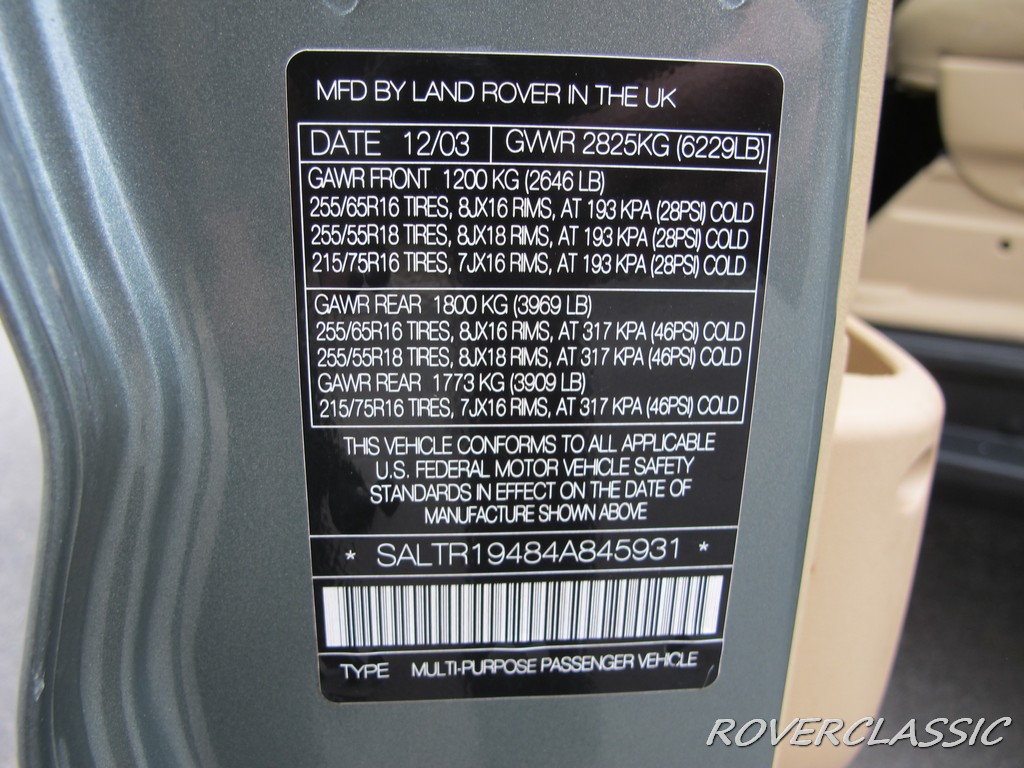 MFD BY LAND ROVER IN THE UK
DATE 12/03 GWWR 2825KG (6229LB)
GAWR FRONT 1200 KG (2646 LB)
255/65R16 TIRES, 8JX16 RIMS, AT 193 KPA (28PSI) COLD
255/55R18 TIRES, 8JX18 RIMS, AT 193 KPA (28PSI) COLD
215/75R16 TIRES, 7JX16 RIMS, AT 193 KPA (28PSI) COLD
GAWR REAR 1800 KG (3969 LB)
255/65R16 TIRES, 8JX16 RIMS, AT 317 KPA (46PSI) COLD
255/55R18 TIRES, 8JX18 RIMS, AT 317 KPA (46PSI) COLD
GAWR REAR 1773 KG (3909 LB)
215/75R16 TIRES, 7JX16 RIMS, AT 317 KPA (46PSI) COLD
THIS VEHICLE CONFORMS TO ALL APPLICABLE
U.S. FEDERAL MOTOR VEHICLE SAFETY
STANDARDS IN EFFECT ON THE DATE OF
MANUFACTURE SHOWN ABOVE
* SALTR19484A845931 *
TYPE MULTI-PURPOSE PASSENGER VEHICLE
ROVERCLASSIC